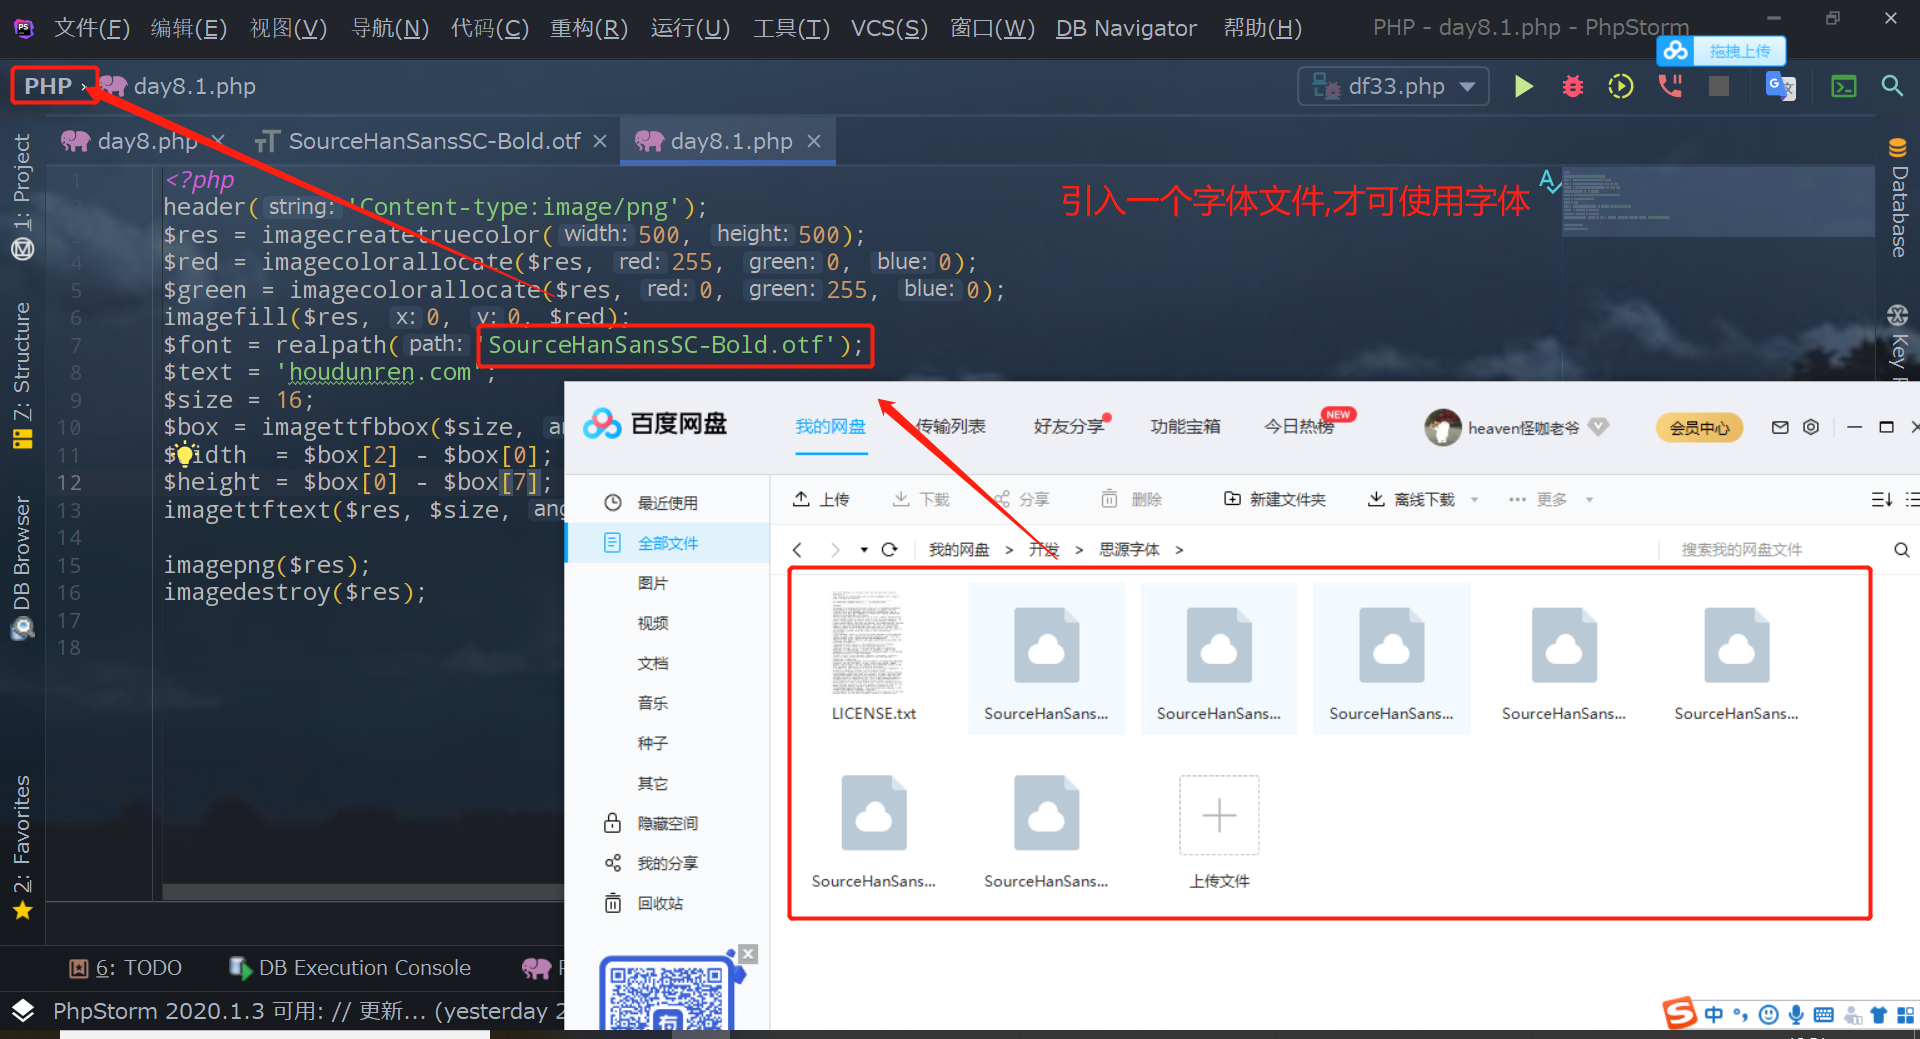 文件(F) 编辑(E) 视图(V) 导航(N) 代码(C) 重构(R) 运行(U) 工具(T) VCS(S) 窗口(W) DB Navigator 帮助(H) PHP - day8.1.php - PhpStorm
拖拽上传
PHP › day8.1.php
df33.php
day8.php × SourceHanSansSC-Bold.otf × day8.1.php ×
引入一个字体文件,才可使用字体
1: Project
Z: Structure
DB Browser
2: Favorites
Database
1 <?php
header( string: 'Content-type:image/png');
$res = imagecreatetruecolor( width: 500, height: 500);
4 $red = imagecolorallocate($res, red: 255, green: 0, blue: 0);
5 $green = imagecolorallocate($res, red: 0, green: 255, blue: 0);
6 imagefill($res, x: 0, y: 0, $red);
7 $font = realpath( path: 'SourceHanSansSC-Bold.otf');
8 $text = 'houdunren.com';
9 $size = 16;
10 $box = imagettfbbox($size,
11 $width = $box[2] - $box[0];
12 $height = $box[0] - $box[7];
13 imagettftext($res, $size,
14
15 imagepng($res);
16 imagedestroy($res);
17
18
百度网盘 我的网盘 传输列表 好友分享 功能宝箱 今日热榜 NEW heaven怪咖老爷 会员中心
最近使用
全部文件
图片
视频
文档
音乐
种子
其它
隐藏空间
我的分享
回收站
上传 下载 分享 删除 新建文件夹 离线下载 更多
我的网盘 > 开发 > 思源字体 > 搜索我的网盘文件
LICENSE.txt SourceHanSans... SourceHanSans... SourceHanSans... SourceHanSans... SourceHanSans...
SourceHanSans... SourceHanSans... 上传文件
有
6: TODO DB Execution Console
PhpStorm 2020.1.3 可用: // 更新... (yesterday
S 中